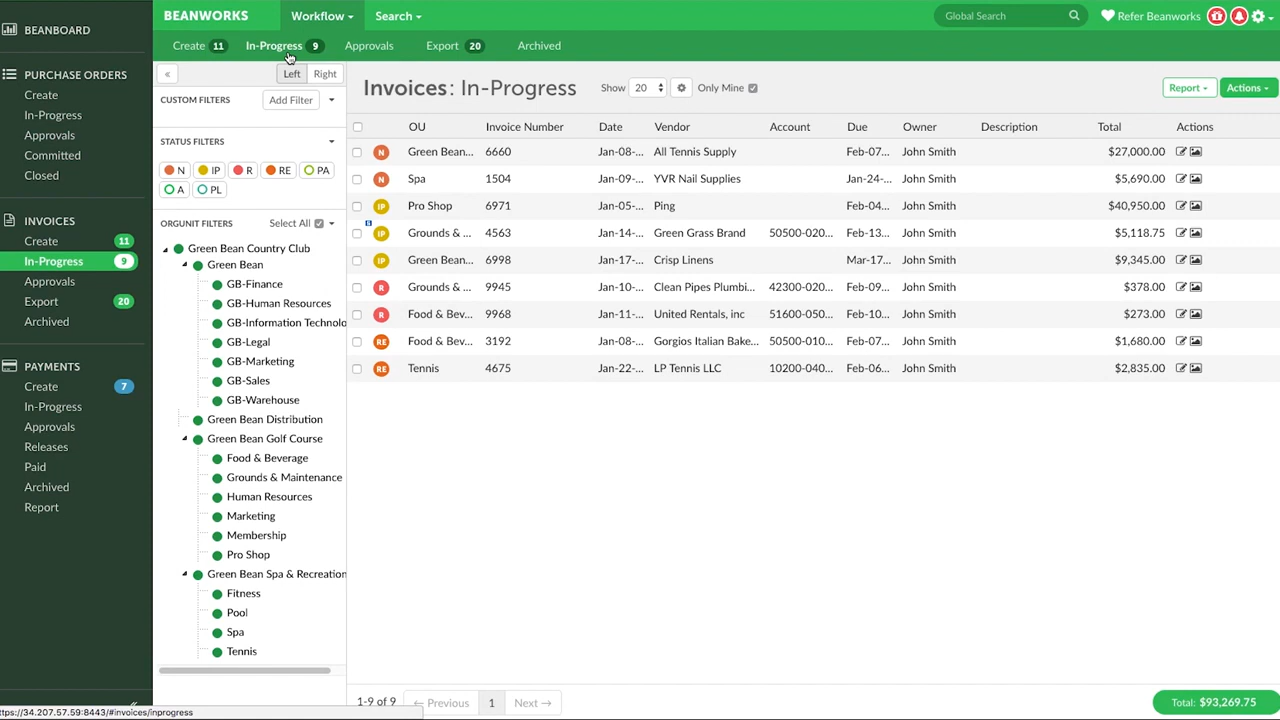 BEANBOARD
PURCHASE ORDERS
Create
In-Progress
Approvals
Committed
Closed
INVOICES
Create 11
In-Progress 9
Approvals
Export 20
Archived
PAYMENTS
Create 7
In-Progress
Approvals
Releases
Paid
Archived
Report
BEANWORKS Workflow Search Global Search Refer Beanworks
Create 11 In-Progress 9 Approvals Export 20 Archived
« Left Right
CUSTOM FILTERS Add Filter
STATUS FILTERS
N IP R RE PA
A PL
ORGUNIT FILTERS Select All
Green Bean Country Club
Green Bean
GB-Finance
GB-Human Resources
GB-Information Technolo
GB-Legal
GB-Marketing
GB-Sales
GB-Warehouse
Green Bean Distribution
Green Bean Golf Course
Food & Beverage
Grounds & Maintenance
Human Resources
Marketing
Membership
Pro Shop
Green Bean Spa & Recreation
Fitness
Pool
Spa
Tennis
Invoices: In-Progress Show 20 Only Mine Report Actions
OU Invoice Number Date Vendor Account Due Owner Description Total Actions
N Green Bean... 6660 Jan-08-... All Tennis Supply Feb-07... John Smith $27,000.00
N Spa 1504 Jan-09-... YVR Nail Supplies Jan-24-... John Smith $5,690.00
IP Pro Shop 6971 Jan-05-... Ping Feb-04... John Smith $40,950.00
IP Grounds & ... 4563 Jan-14-... Green Grass Brand 50500-020... Feb-13... John Smith $5,118.75
IP Green Bean... 6998 Jan-17-... Crisp Linens Mar-17... John Smith $9,345.00
R Grounds & ... 9945 Jan-10-... Clean Pipes Plumbi... 42300-020... Feb-09... John Smith $378.00
R Food & Bev... 9968 Jan-11-... United Rentals, inc 51600-050... Feb-10... John Smith $273.00
RE Food & Bev... 3192 Jan-08-... Gorgios Italian Bake... 50500-010... Feb-07... John Smith $1,680.00
RE Tennis 4675 Jan-22-... LP Tennis LLC 10200-040... Feb-06... John Smith $2,835.00
1-9 of 9 ← Previous 1 Next → Total: $93,269.75
ttps://34.207.57.59:8443/#invoices/inprogress